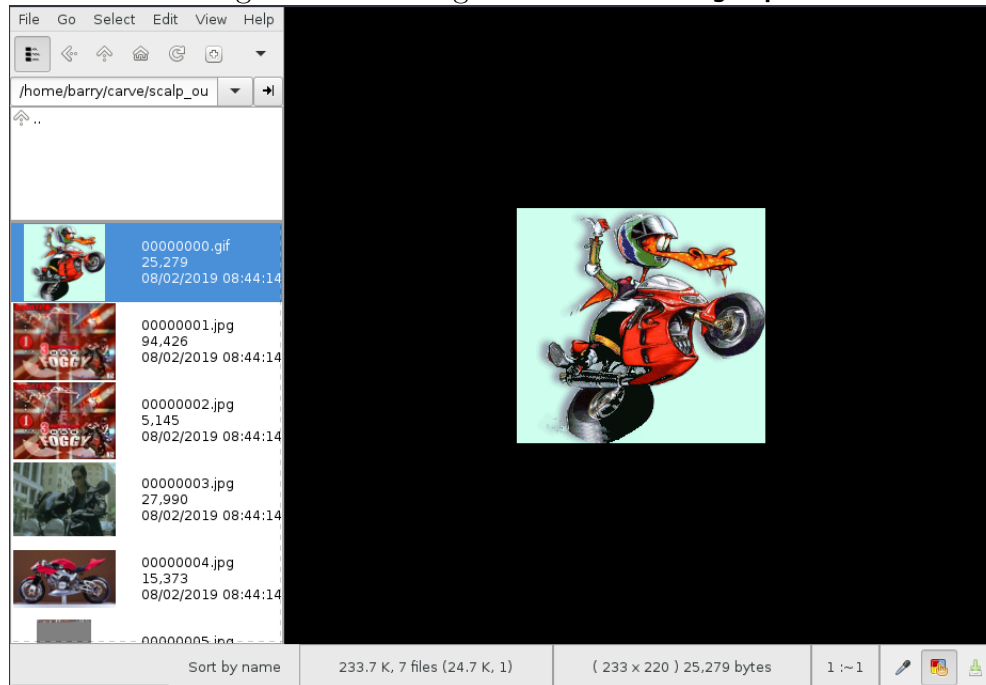 File Go Select Edit View Help
/home/barry/carve/scalp_ou
..
00000000.gif
25,279
08/02/2019 08:44:14
00000001.jpg
94,426
08/02/2019 08:44:14
FOGGY
00000002.jpg
5,145
08/02/2019 08:44:14
FOGGY
00000003.jpg
27,990
08/02/2019 08:44:14
00000004.jpg
15,373
08/02/2019 08:44:14
00000005.jpg
Sort by name 233.7 K, 7 files (24.7 K, 1) ( 233 x 220 ) 25,279 bytes 1 :~ 1